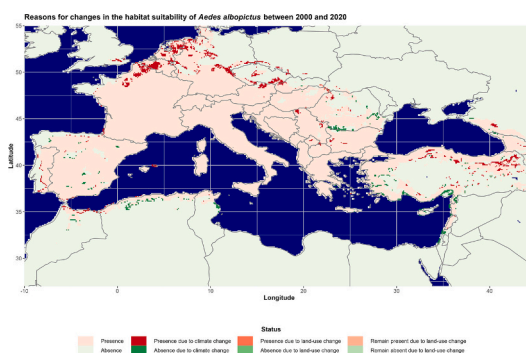 Reasons for changes in the habitat suitability of Aedes albopictus between 2000 and 2020
55
50
45
40
35
30
Latitude
-10 0 10 20 30 40
Longitude
Status
Presence Presence due to climate change Presence due to land-use change Remain present due to land-use change
Absence Absence due to climate change Absence due to land-use change Remain absent due to land-use change